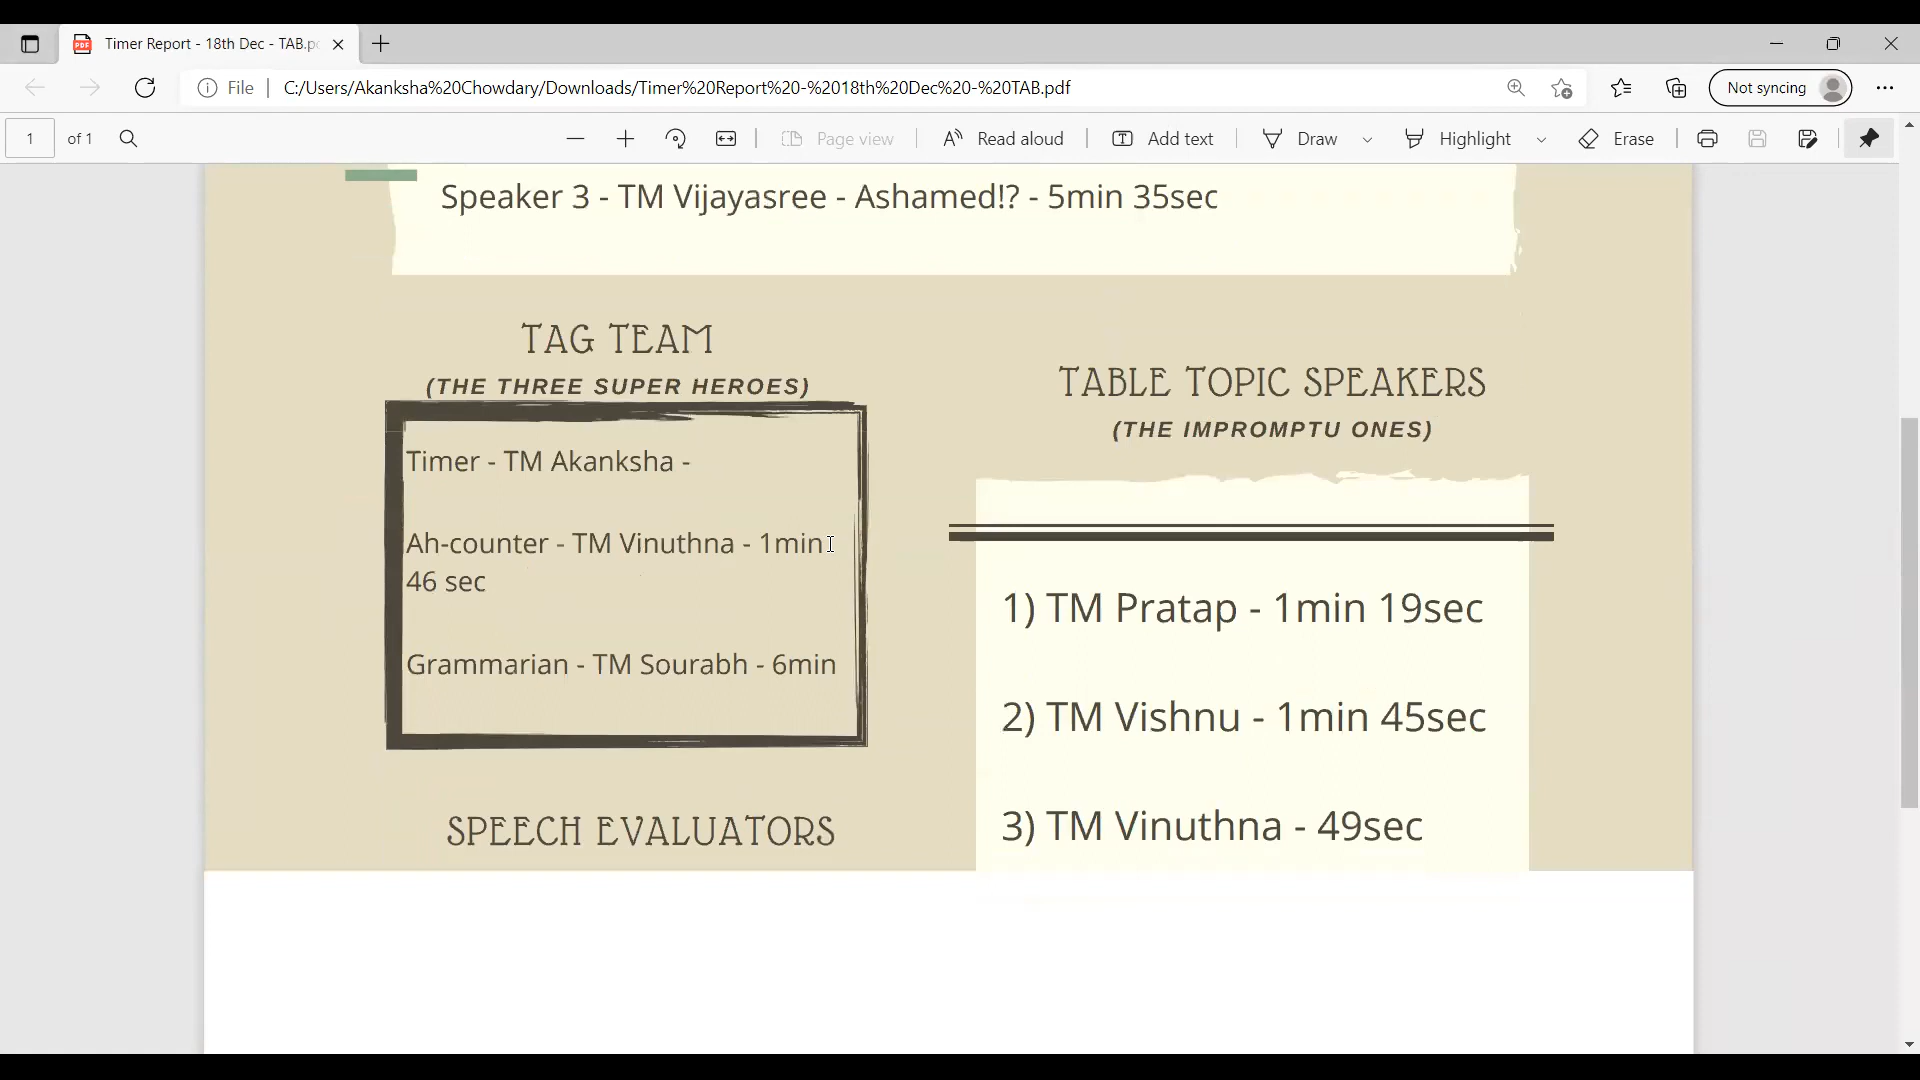 Timer Report - 18th Dec - TAB.p
File
C:/Users/Akanksha%20Chowdary/Downloads/Timer%20Report%20-%2018th%20Dec%20-%20TAB.pdf
Not syncing
1 of 1
Page view
Read aloud
Add text
Draw
Highlight
Erase
Speaker 3 - TM Vijayasree - Ashamed!? - 5min 35sec
TAG TEAM
(THE THREE SUPER HEROES)
Timer - TM Akanksha -
Ah-counter - TM Vinuthna - 1min
46 sec
Grammarian - TM Sourabh - 6min
SPEECH EVALUATORS
TABLE TOPIC SPEAKERS
(THE IMPROMPTU ONES)
1) TM Pratap - 1min 19sec
2) TM Vishnu - 1min 45sec
3) TM Vinuthna - 49sec